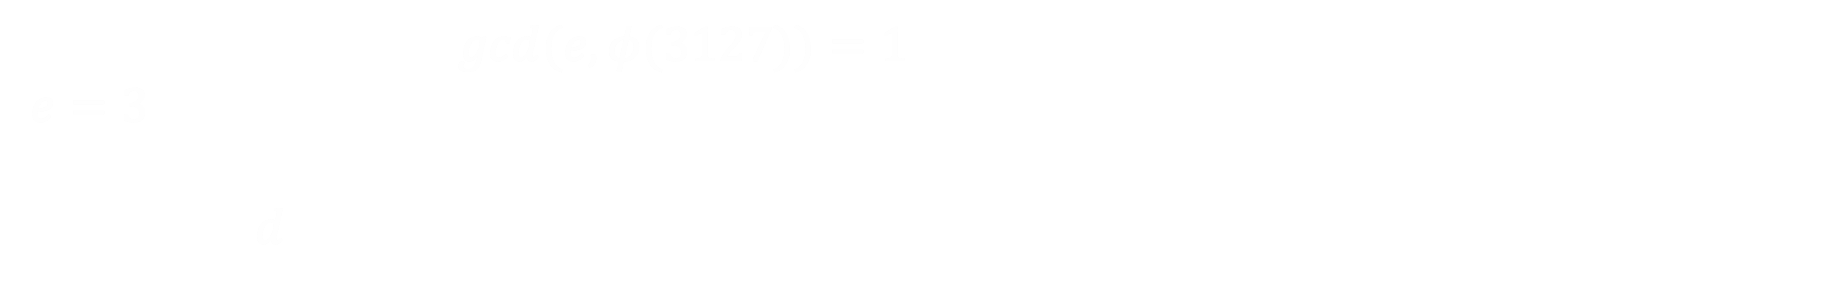 gcd(e, ϕ(3127)) = 1
e = 3
d